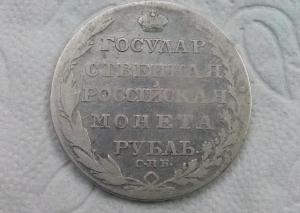 ГОСУДАР
СТВЕННАЯ
РОССІЙСКАЯ
МОНЕТА
РУБЛЬ.
С.П.Б.